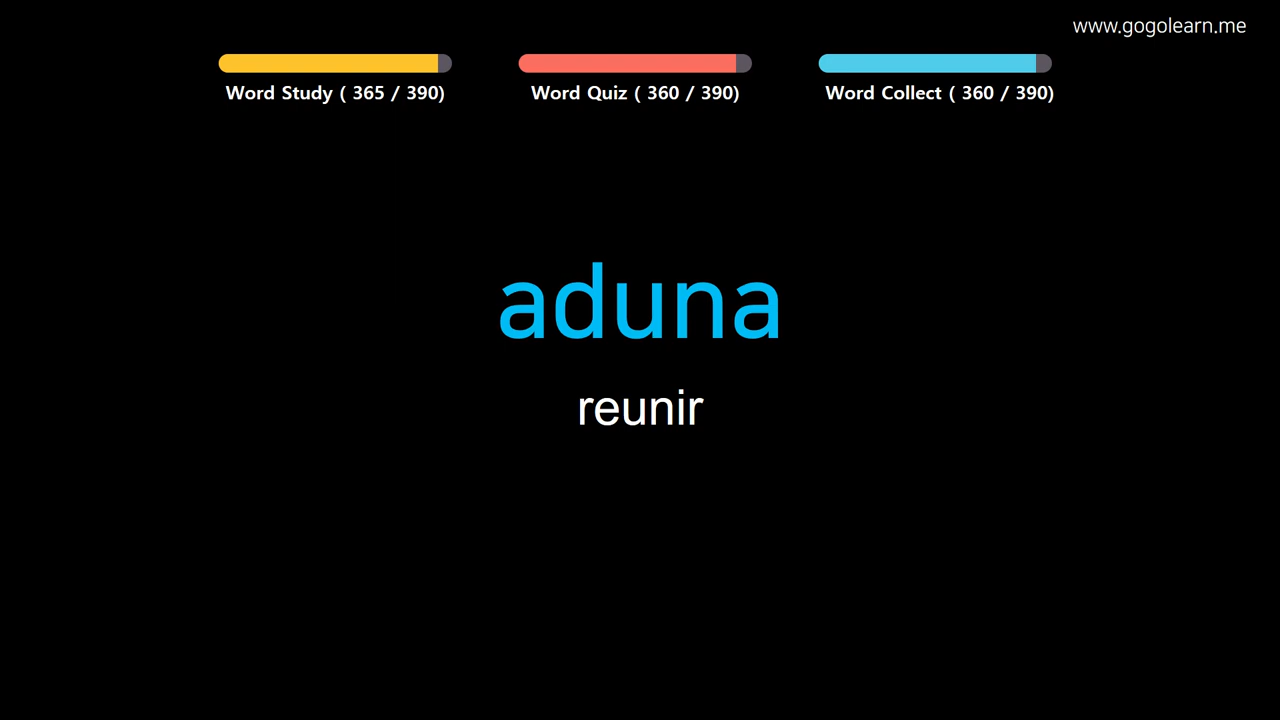 www.gogolearn.me
Word Study ( 365 / 390)
Word Quiz ( 360 / 390)
Word Collect ( 360 / 390)
aduna
reunir